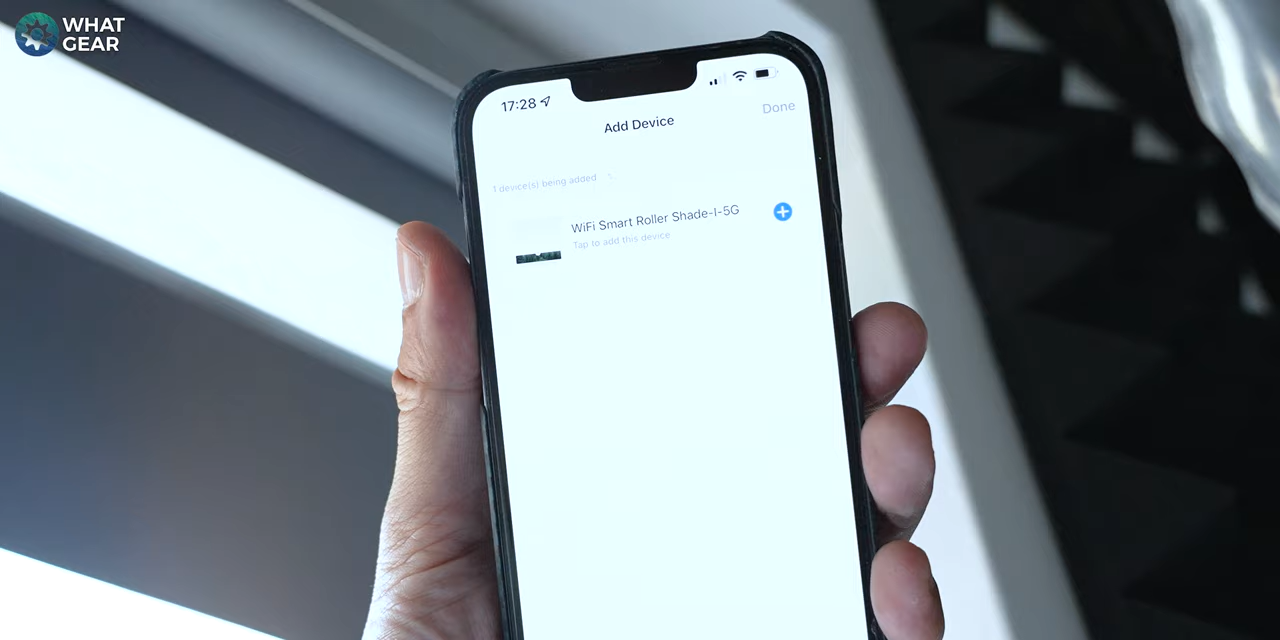 WHAT
GEAR
17:28
Add Device
Done
1 device(s) being added
WiFi Smart Roller Shade-I-5G
Tap to add this device